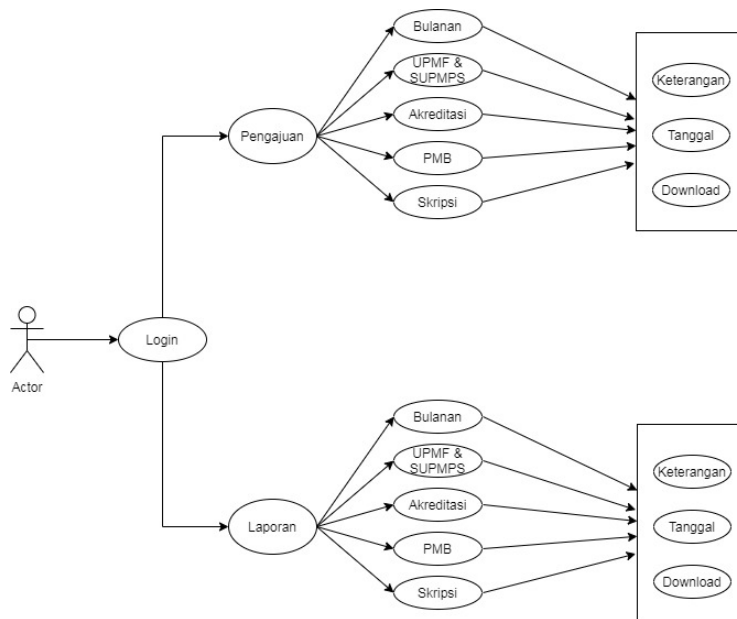 Bulanan
UPMF &
SUPMPS
Akreditasi
PMB
Skripsi
Pengajuan
Keterangan
Tanggal
Download
Login
Actor
Bulanan
UPMF &
SUPMPS
Akreditasi
PMB
Skripsi
Laporan
Keterangan
Tanggal
Download